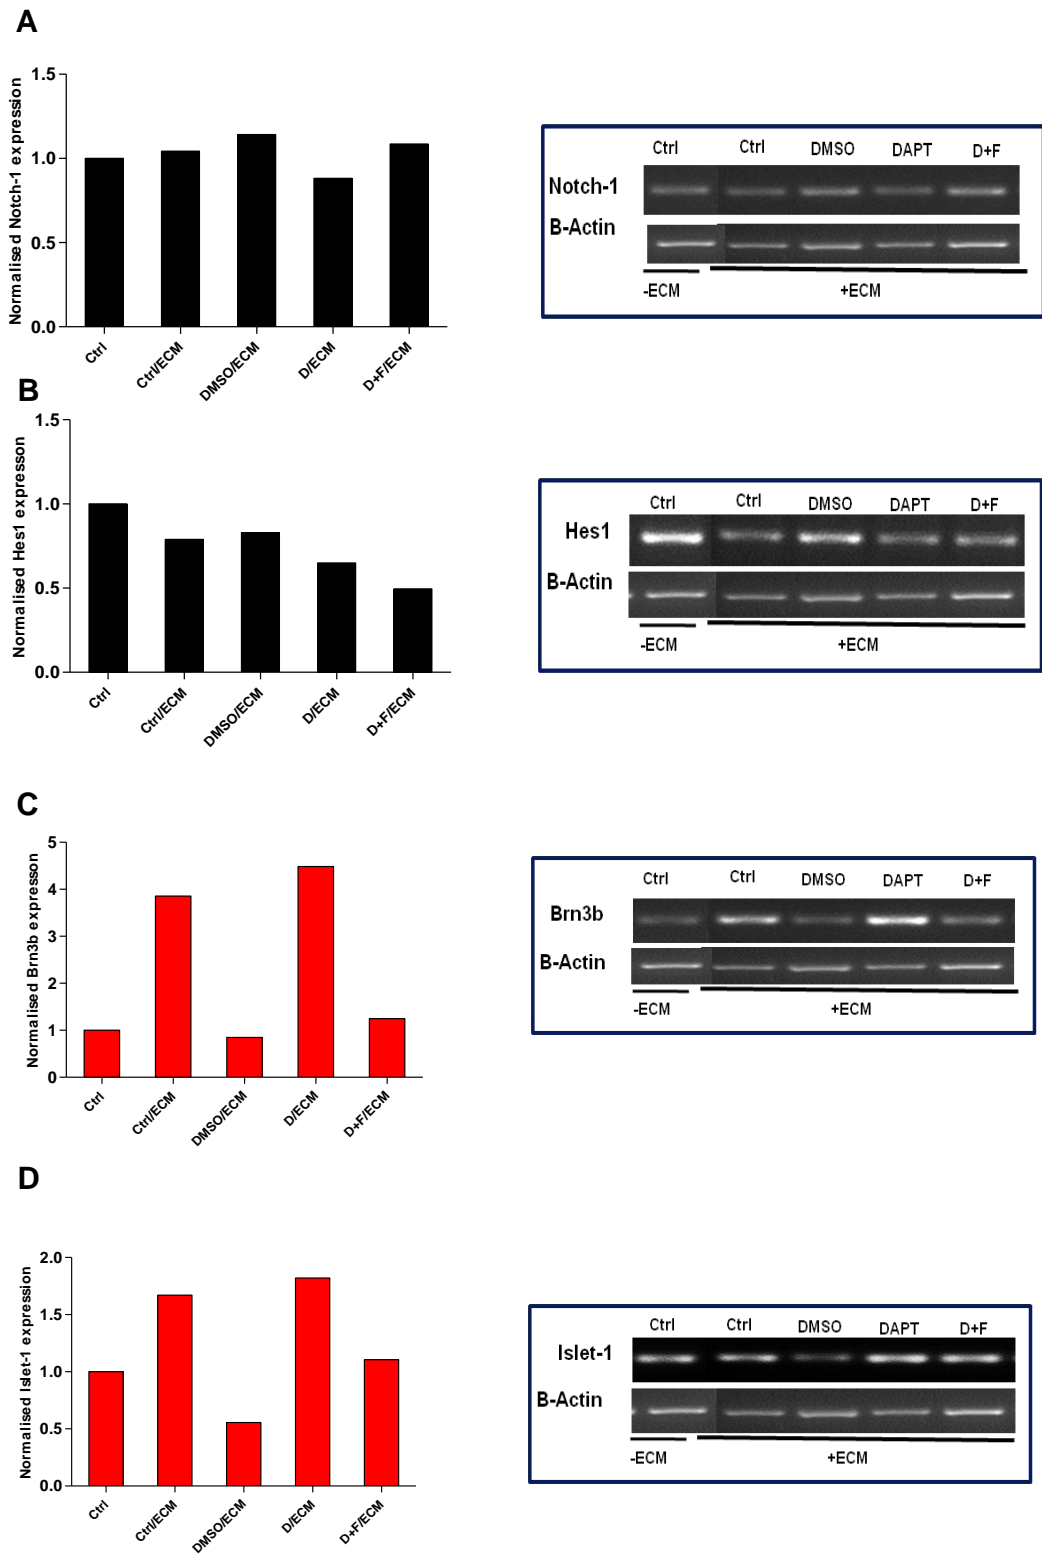 A
Normalised Notch-1 expression
1.5
1.0
0.5
0.0
Ctrl
Ctrl/ECM
DMSO/ECM
D/ECM
D+F/ECM
Ctrl Ctrl DMSO DAPT D+F
Notch-1
B-Actin
-ECM +ECM
B
Normalised Hes1 expresson
1.5
1.0
0.5
0.0
Ctrl
Ctrl/ECM
DMSO/ECM
D/ECM
D+F/ECM
Ctrl Ctrl DMSO DAPT D+F
Hes1
B-Actin
-ECM +ECM
C
Normalised Brn3b expresson
5
4
3
2
1
0
Ctrl
Ctrl/ECM
DMSO/ECM
D/ECM
D+F/ECM
Ctrl Ctrl DMSO DAPT D+F
Brn3b
B-Actin
-ECM +ECM
D
Normalised Islet-1 expression
2.0
1.5
1.0
0.5
0.0
Ctrl
Ctrl/ECM
DMSO/ECM
D/ECM
D+F/ECM
Ctrl Ctrl DMSO DAPT D+F
Islet-1
B-Actin
-ECM +ECM